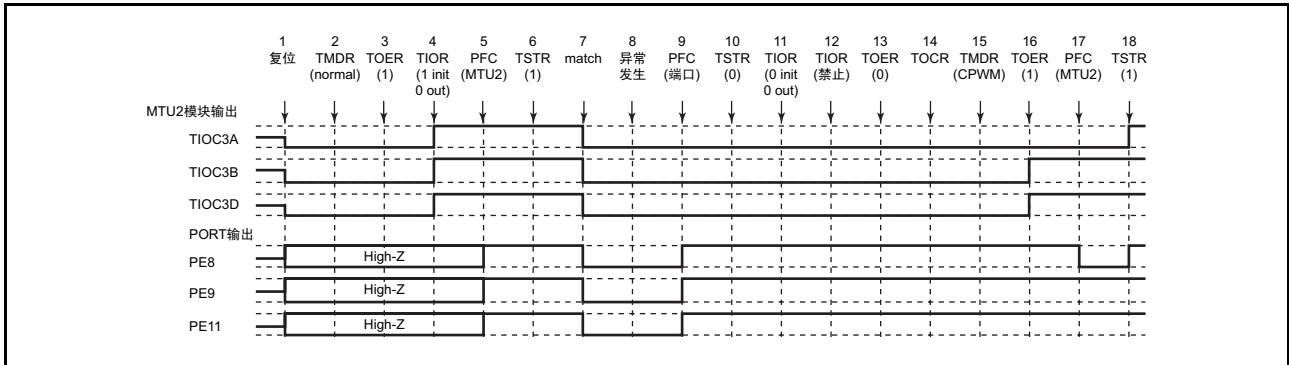 1 2 3 4 5 6 7 8 9 10 11 12 13 14 15 16 17 18
复位 TMDR TOER TIOR PFC TSTR match 异常 PFC TSTR TIOR TIOR TOER TOCR TMDR TOER PFC TSTR
(normal) (1) (1 init (MTU2) (1) 发生 (端口) (0) (0 init (禁止) (0) (CPWM) (1) (MTU2) (1)
0 out) 0 out)
MTU2模块输出
TIOC3A
TIOC3B
TIOC3D
PORT输出
PE8 High-Z
PE9 High-Z
PE11 High-Z